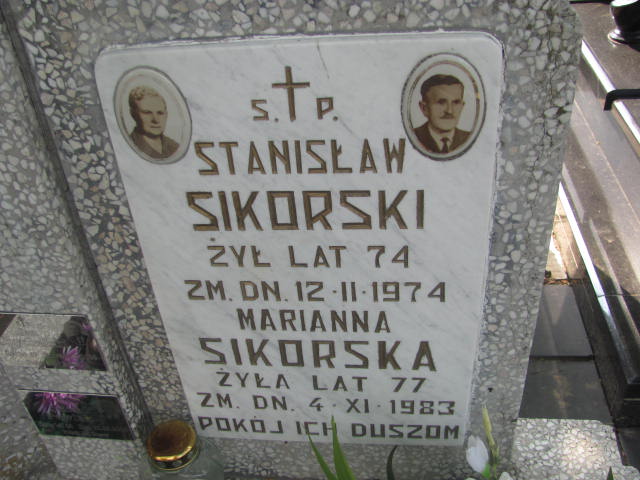 S. P.
STANISŁAW
SIKORSKI
ŻYŁ LAT 74
ZM. DN. 12·II·1974
MARIANNA
SIKORSKA
ŻYŁA LAT 77
ZM. DN. 4·XI·1983
POKÓJ ICH DUSZOM